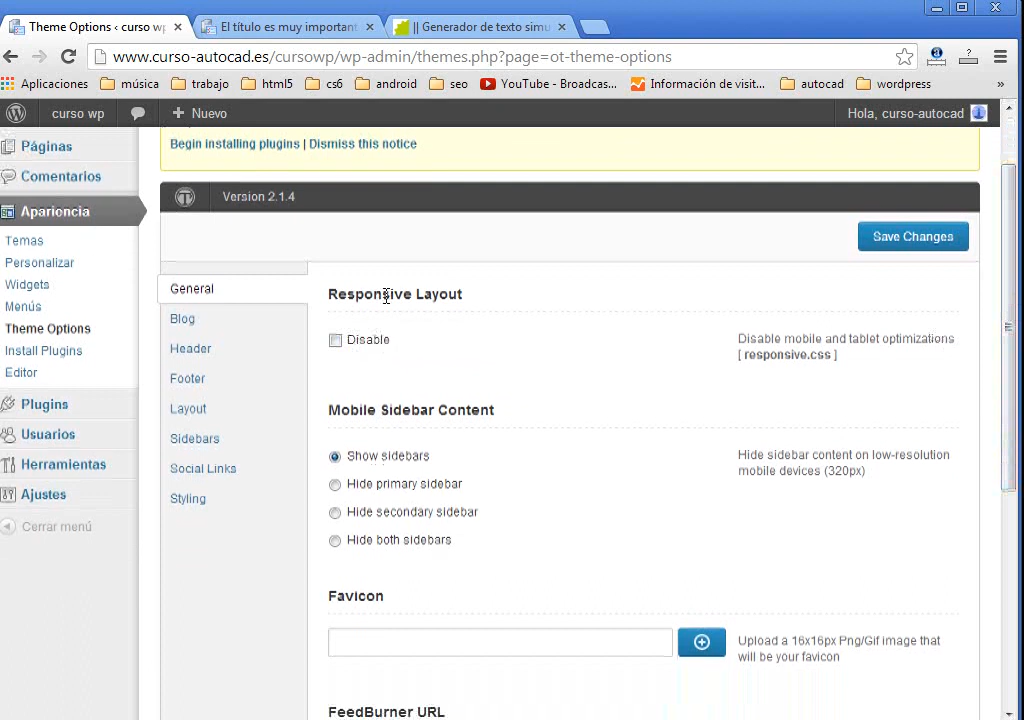 Theme Options ‹ curso wp
El título es muy important
|| Generador de texto simu
www.curso-autocad.es/cursowp/wp-admin/themes.php?page=ot-theme-options
Aplicaciones música trabajo html5 cs6 android seo YouTube - Broadcas... Información de visit... autocad wordpress »
curso wp Nuevo Hola, curso-autocad
Páginas
Comentarios
Apariencia
Temas
Personalizar
Widgets
Menús
Theme Options
Install Plugins
Editor
Plugins
Usuarios
Herramientas
Ajustes
Cerrar menú
Begin installing plugins | Dismiss this notice
Version 2.1.4
Save Changes
General
Blog
Header
Footer
Layout
Sidebars
Social Links
Styling
Responsive Layout
Disable
Disable mobile and tablet optimizations
[ responsive.css ]
Mobile Sidebar Content
Show sidebars
Hide primary sidebar
Hide secondary sidebar
Hide both sidebars
Hide sidebar content on low-resolution
mobile devices (320px)
Favicon
Upload a 16x16px Png/Gif image that
will be your favicon
FeedBurner URL